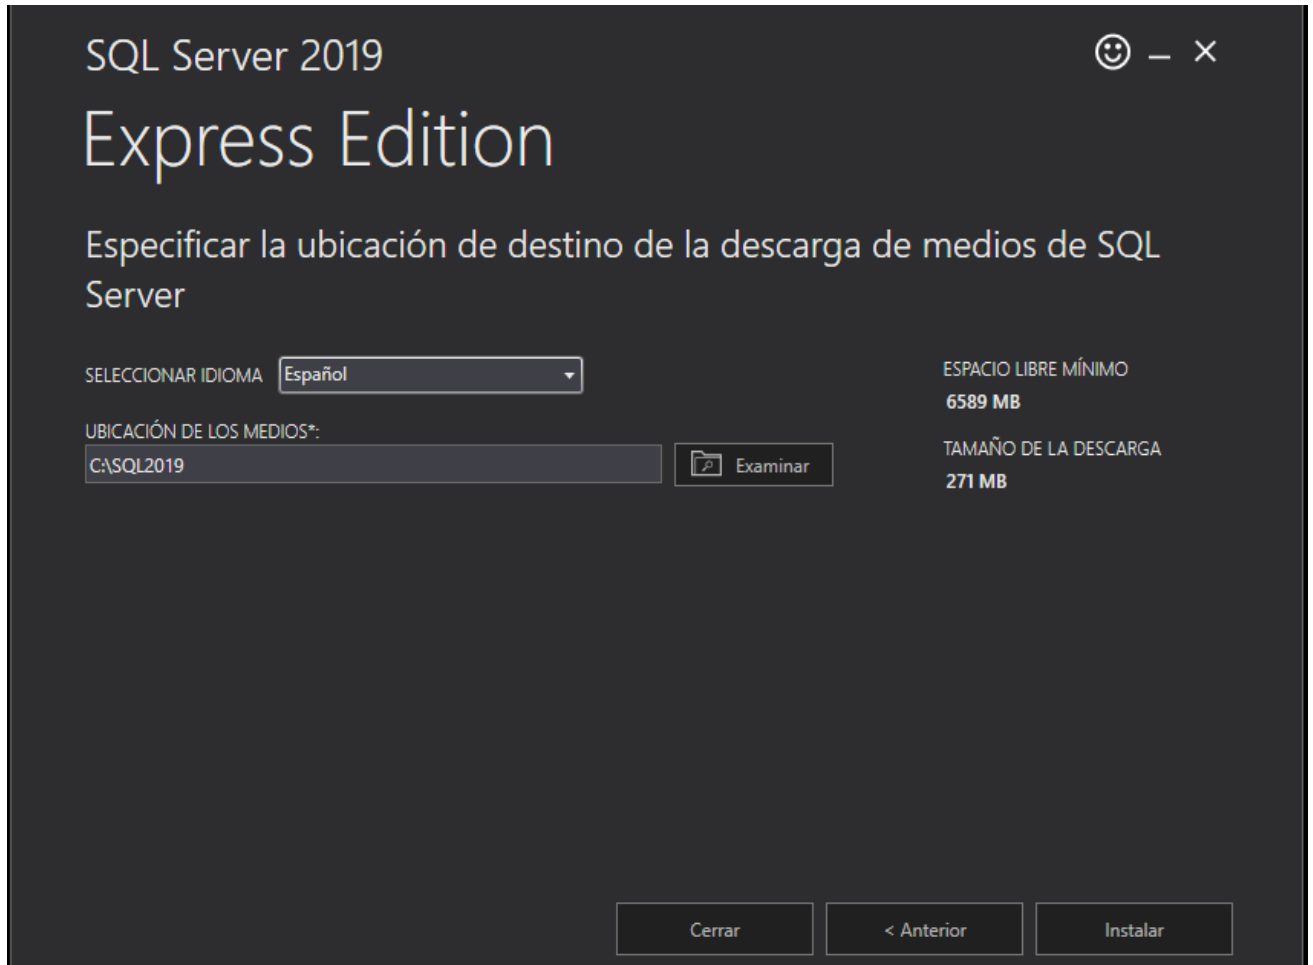 SQL Server 2019
Express Edition
Especificar la ubicación de destino de la descarga de medios de SQL
Server
SELECCIONAR IDIOMA Español
UBICACIÓN DE LOS MEDIOS*:
C:\SQL2019
Examinar
ESPACIO LIBRE MÍNIMO
6589 MB
TAMAÑO DE LA DESCARGA
271 MB
Cerrar
< Anterior
Instalar